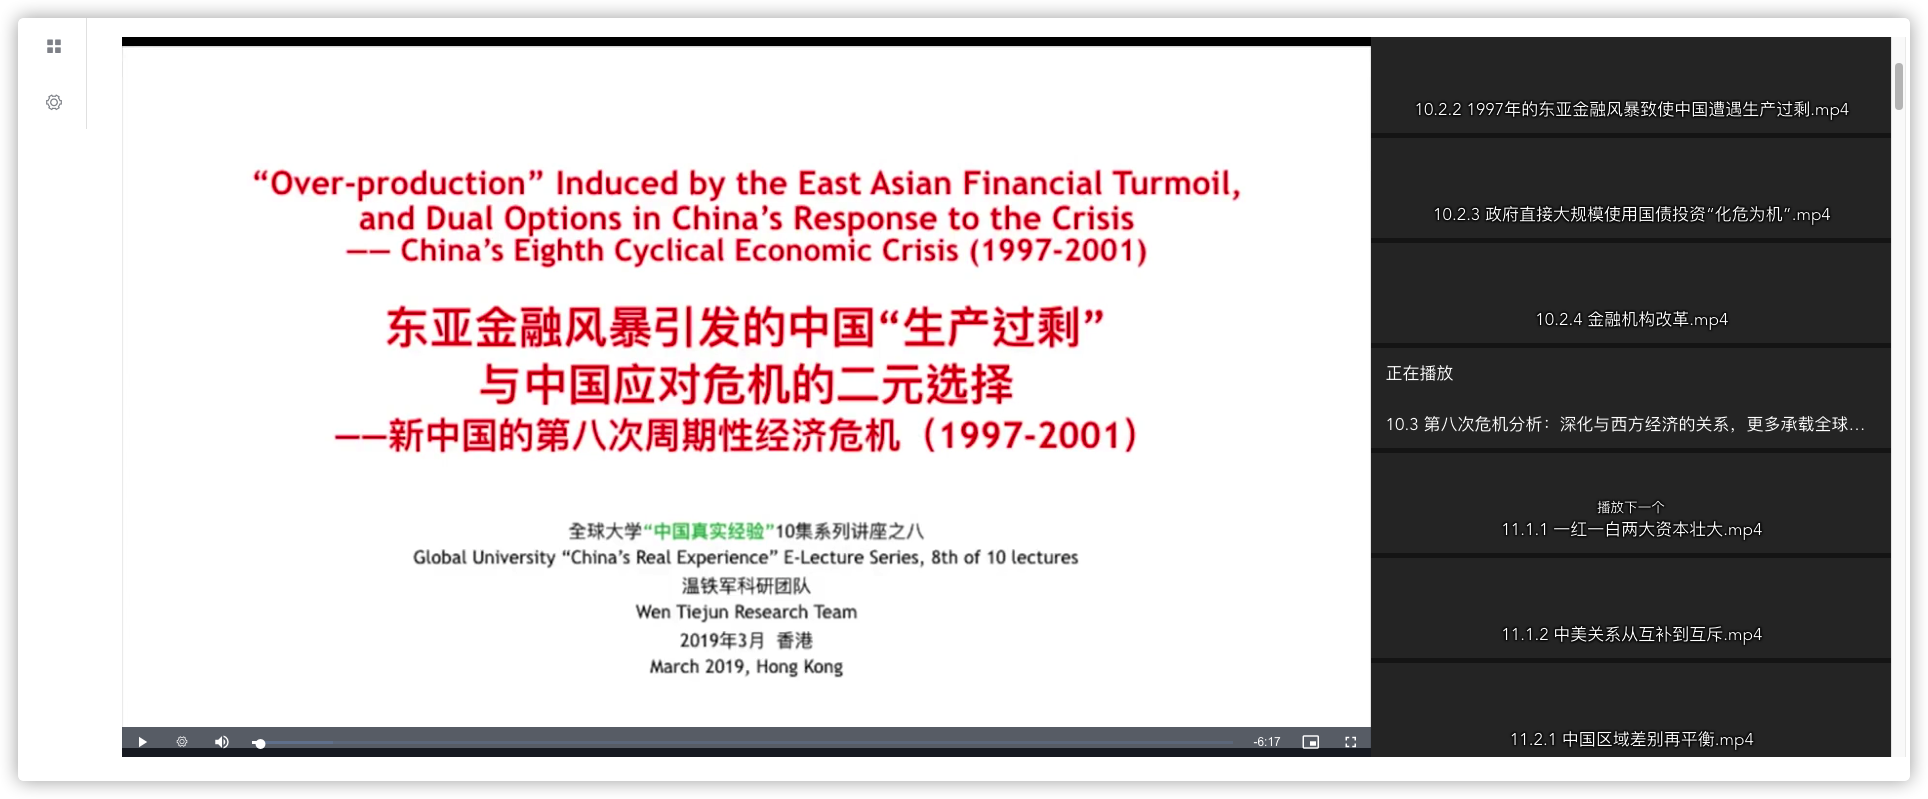 “Over-production” Induced by the East Asian Financial Turmoil,
and Dual Options in China’s Response to the Crisis
—— China’s Eighth Cyclical Economic Crisis (1997-2001)
东亚金融风暴引发的中国“生产过剩”
与中国应对危机的二元选择
——新中国的第八次周期性经济危机（1997-2001）
全球大学“中国真实经验”10集系列讲座之八
Global University “China’s Real Experience” E-Lecture Series, 8th of 10 lectures
温铁军科研团队
Wen Tiejun Research Team
2019年3月 香港
March 2019, Hong Kong
-6:17
10.2.2 1997年的东亚金融风暴致使中国遭遇生产过剩.mp4
10.2.3 政府直接大规模使用国债投资“化危为机”.mp4
10.2.4 金融机构改革.mp4
正在播放
10.3 第八次危机分析：深化与西方经济的关系，更多承载全球…
播放下一个
11.1.1 一红一白两大资本壮大.mp4
11.1.2 中美关系从互补到互斥.mp4
11.2.1 中国区域差别再平衡.mp4